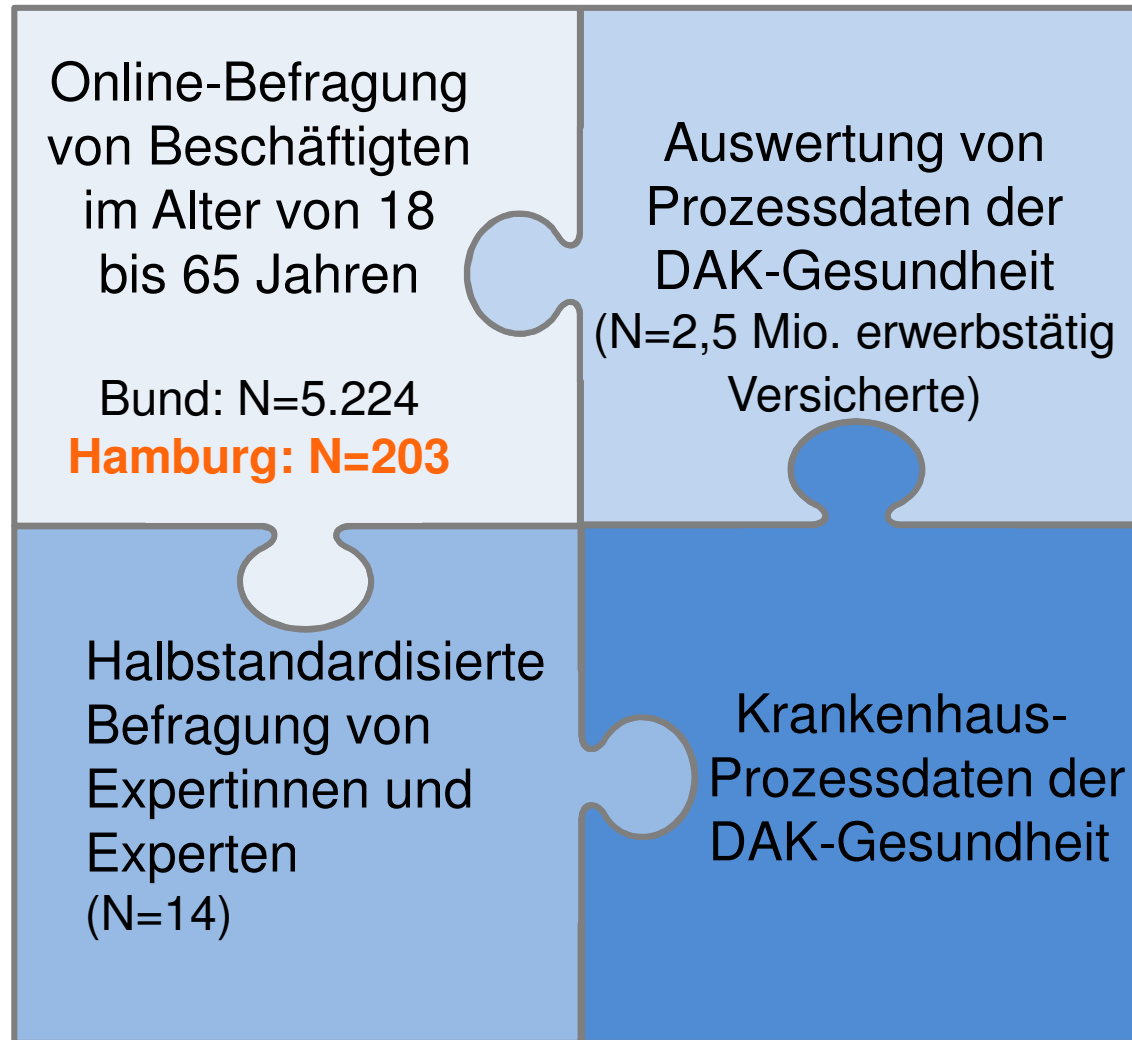 Online-Befragung
von Beschäftigten
im Alter von 18
bis 65 Jahren
Bund: N=5.224
Hamburg: N=203
Auswertung von
Prozessdaten der
DAK-Gesundheit
(N=2,5 Mio. erwerbstätig
Versicherte)
Halbstandardisierte
Befragung von
Expertinnen und
Experten
(N=14)
Krankenhaus-
Prozessdaten der
DAK-Gesundheit